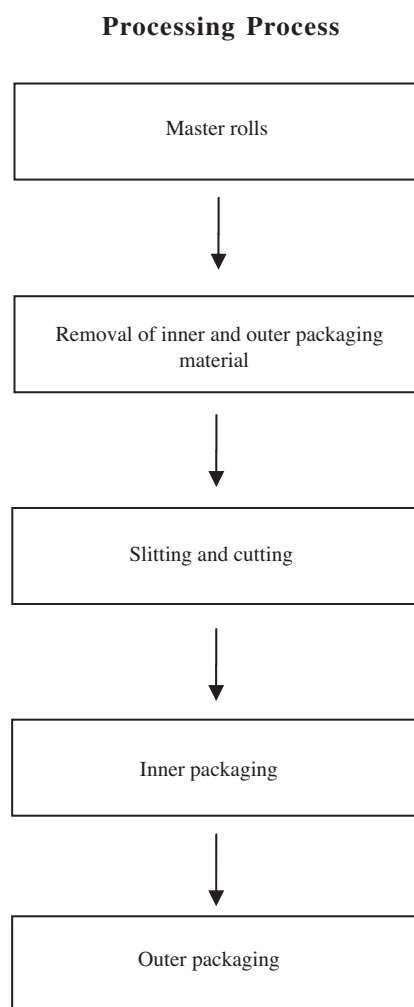 Processing Process
Master rolls
Removal of inner and outer packaging
material
Slitting and cutting
Inner packaging
Outer packaging